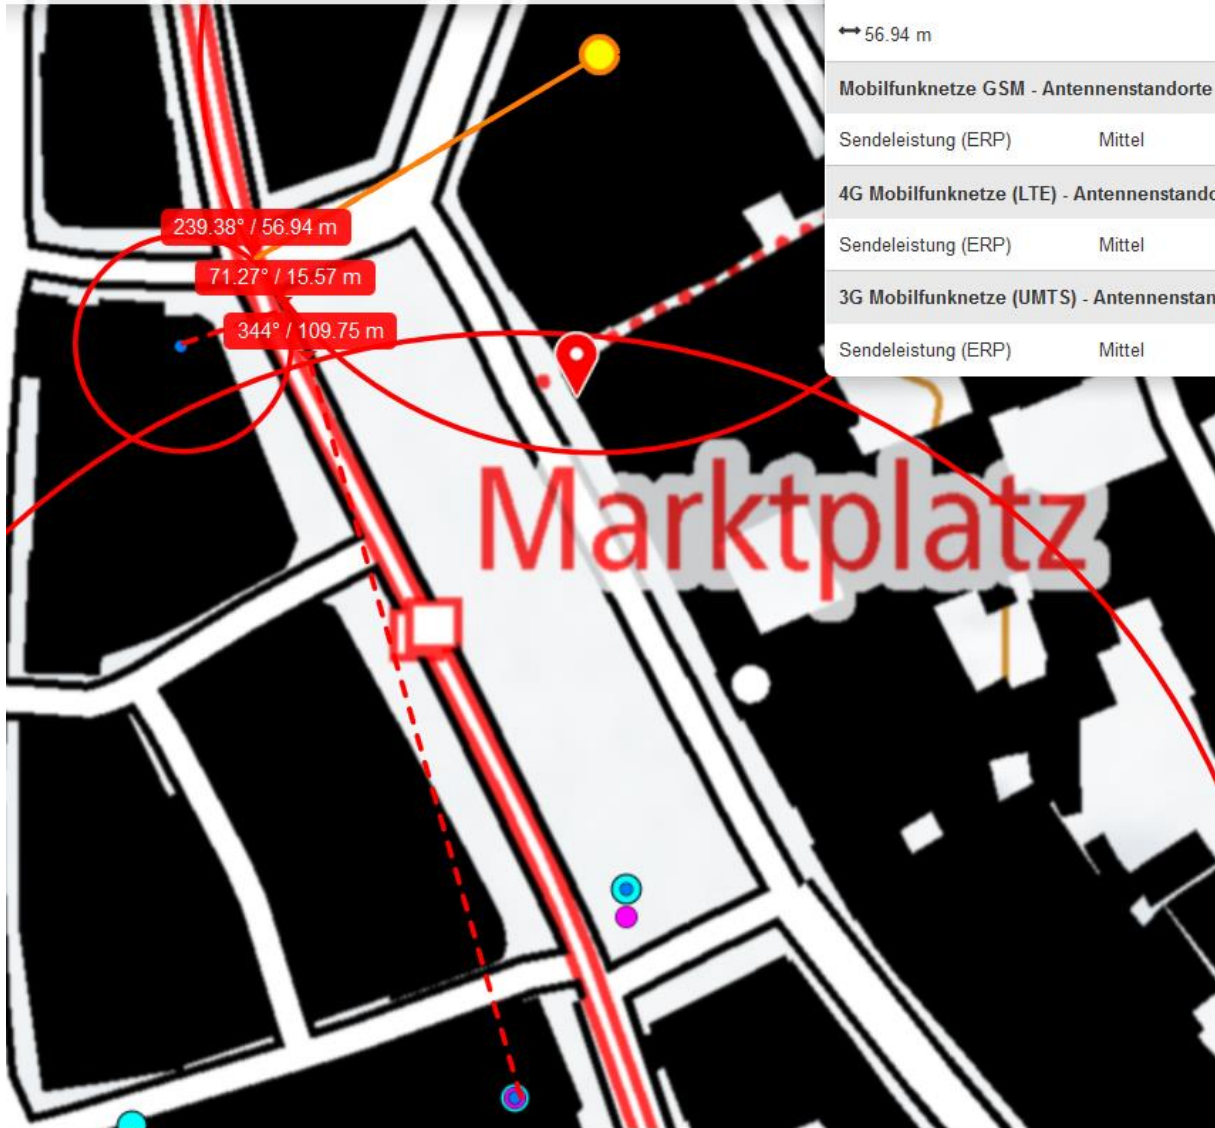 56.94 m
Mobilfunknetze GSM - Antennenstandorte
Sendeleistung (ERP) Mittel
4G Mobilfunknetze (LTE) - Antennenstando
Sendeleistung (ERP) Mittel
3G Mobilfunknetze (UMTS) - Antennenstan
Sendeleistung (ERP) Mittel
239.38° / 56.94 m
71.27° / 15.57 m
344° / 109.75 m
Marktplatz